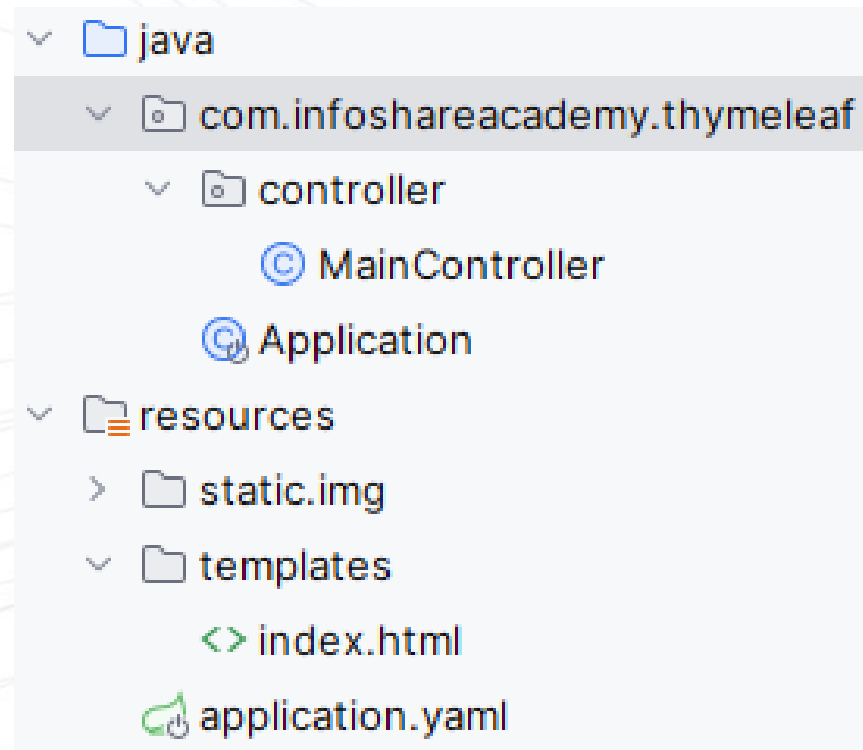 java
com.infoshareacademy.thymeleaf
controller
MainController
Application
resources
static.img
templates
index.html
application.yaml